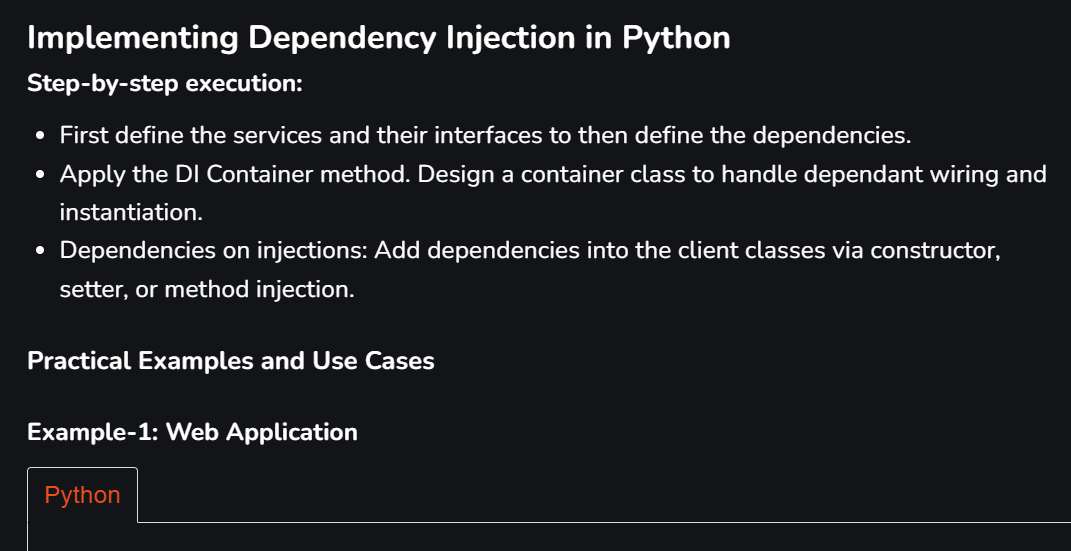 Implementing Dependency Injection in Python
Step-by-step execution:
• First define the services and their interfaces to then define the dependencies.
• Apply the DI Container method. Design a container class to handle dependant wiring and
instantiation.
• Dependencies on injections: Add dependencies into the client classes via constructor,
setter, or method injection.
Practical Examples and Use Cases
Example-1: Web Application
Python